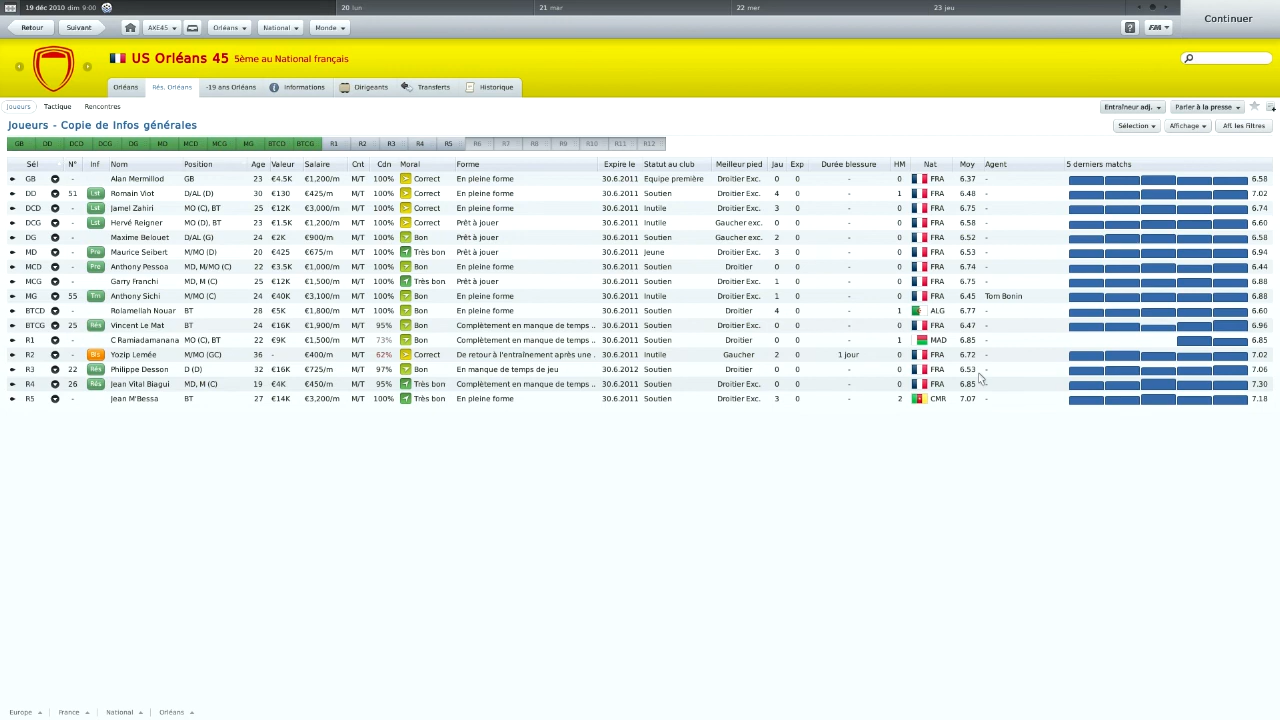 19 déc 2010 dim 9:00 20 lun 21 mar 22 mer 23 jeu
Continuer
Retour Suivant AXE45 Orléans National Monde ? FM
US Orléans 45 5ème au National français
Orléans Rés. Orléans -19 ans Orléans Informations Dirigeants Transferts Historique
Joueurs Tactique Rencontres Entraîneur adj. Parler à la presse
Joueurs - Copie de Infos générales Sélection Affichage Afl les Filtres
GB DD DCD DCG DG MD MCD MCG MG BTCD BTCG R1 R2 R3 R4 R5 R6 R7 R8 R9 R10 R11 R12
Sél N° Inf Nom Position Age Valeur Salaire Cnt Cdn Moral Forme Expire le Statut au club Meilleur pied Jau Exp Durée blessure HM Nat Moy Agent 5 derniers matchs
GB - Alan Mermillod GB 23 €4.5K €1,200/m M/T 100% Correct En pleine forme 30.6.2011 Equipe première Droitier Exc. 0 0 - 0 FRA 6.37 - 6.58
DD 51 Lst Romain Viot D/AL (D) 30 €130 €425/m M/T 100% Correct En pleine forme 30.6.2011 Soutien Droitier Exc. 4 0 - 1 FRA 6.48 - 7.02
DCD - Lst Jamel Zahiri MO (C), BT 25 €12K €3,000/m M/T 100% Correct En pleine forme 30.6.2011 Inutile Droitier Exc. 3 0 - 0 FRA 6.75 - 6.74
DCG - Lst Hervé Reigner MO (D), BT 23 €1.5K €1,200/m M/T 100% Correct Prêt à jouer 30.6.2011 Inutile Gaucher exc. 0 0 - 0 FRA 6.58 - 6.60
DG - Maxime Belouet D/AL (G) 24 €2K €900/m M/T 100% Bon Prêt à jouer 30.6.2011 Soutien Gaucher exc. 2 0 - 0 FRA 6.52 - 6.58
MD - Pre Maurice Seibert M/MO (D) 20 €425 €675/m M/T 100% Très bon Prêt à jouer 30.6.2011 Jeune Droitier Exc. 3 0 - 0 FRA 6.53 - 6.94
MCD - Pre Anthony Pessoa MD, M/MO (C) 22 €3.5K €1,000/m M/T 100% Bon En pleine forme 30.6.2011 Soutien Droitier 0 0 - 0 FRA 6.74 - 6.44
MCG - Garry Franchi MD, M (C) 25 €12K €1,500/m M/T 100% Très bon Prêt à jouer 30.6.2011 Soutien Droitier Exc. 1 0 - 0 FRA 6.75 - 6.88
MG 55 Trn Anthony Sichi M/MO (C) 24 €40K €3,100/m M/T 100% Bon En pleine forme 30.6.2011 Inutile Droitier Exc. 1 0 - 0 FRA 6.45 Tom Bonin 6.88
BTCD - Rolamellah Nouar BT 28 €5K €1,800/m M/T 100% Bon En pleine forme 30.6.2011 Soutien Droitier 4 0 - 1 ALG 6.77 - 6.60
BTCG 25 Rés Vincent Le Mat BT 24 €16K €1,900/m M/T 95% Bon Complètement en manque de temps .. 30.6.2011 Soutien Droitier Exc. 0 0 - 0 FRA 6.47 - 6.96
R1 - C Ramiadamanana MO (C), BT 22 €9K €1,500/m M/T 73% Bon Complètement en manque de temps .. 30.6.2011 Soutien Droitier Exc. 0 0 - 1 MAD 6.85 - 6.85
R2 - Bls Yozip Lemée M/MO (GC) 36 - €400/m M/T 62% Correct De retour à l'entraînement après une . 30.6.2011 Inutile Gaucher 2 0 1 jour 0 FRA 6.72 - 7.02
R3 22 Rés Philippe Desson D (D) 32 €16K €725/m M/T 97% Bon En manque de temps de jeu 30.6.2012 Soutien Droitier 3 0 - 0 FRA 6.53 - 7.06
R4 26 Rés Jean Vital Biagui MD, M (C) 19 €4K €450/m M/T 95% Très bon Complètement en manque de temps .. 30.6.2011 Soutien Droitier Exc. 0 0 - 0 FRA 6.85 - 7.30
R5 - Jean M'Bessa BT 27 €14K €3,200/m M/T 100% Très bon En pleine forme 30.6.2011 Soutien Droitier Exc. 3 0 - 2 CMR 7.07 - 7.18
Europe France National Orléans